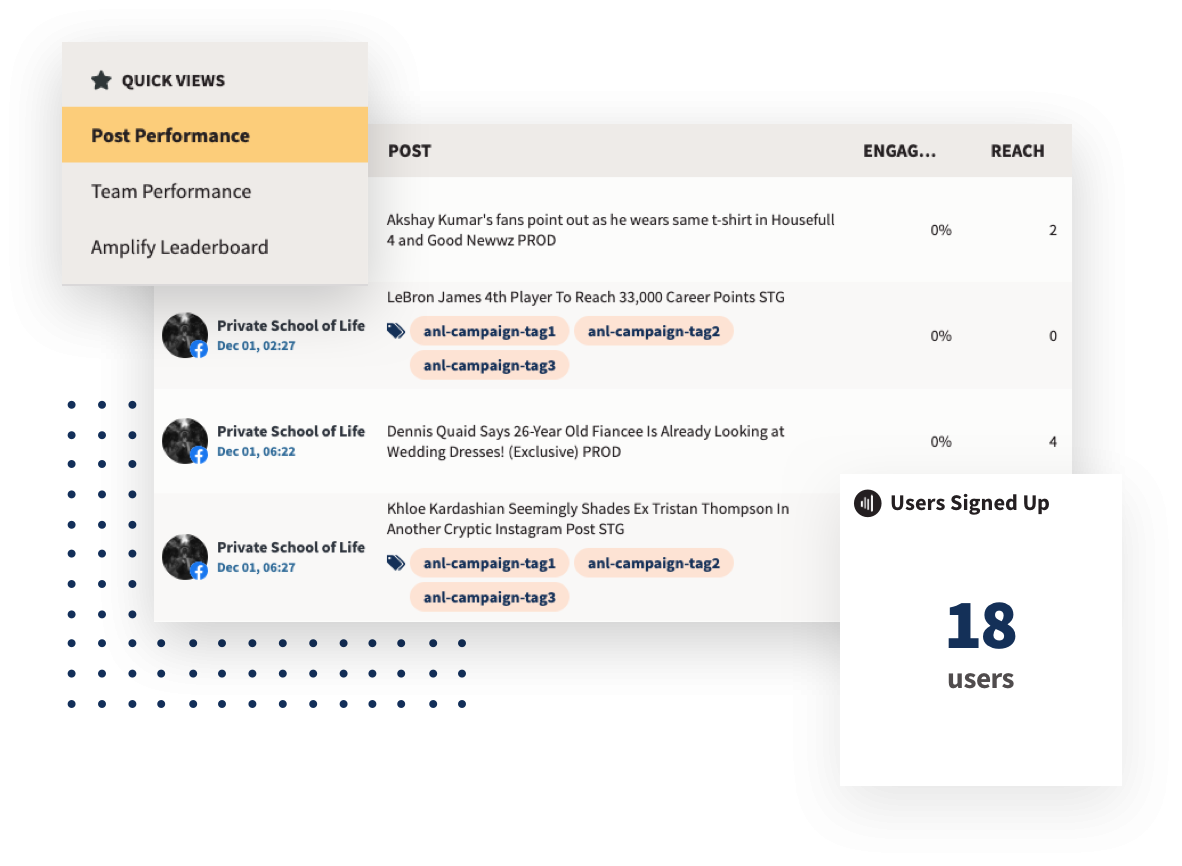 QUICK VIEWS
Post Performance
Team Performance
Amplify Leaderboard
POST
ENGAG...
REACH
Akshay Kumar's fans point out as he wears same t-shirt in Housefull
4 and Good Newwz PROD
0%
2
Private School of Life
Dec 01, 02:27
LeBron James 4th Player To Reach 33,000 Career Points STG
anl-campaign-tag1
anl-campaign-tag2
anl-campaign-tag3
0%
0
Private School of Life
Dec 01, 06:22
Dennis Quaid Says 26-Year Old Fiancee Is Already Looking at
Wedding Dresses! (Exclusive) PROD
0%
4
Private School of Life
Dec 01, 06:27
Khloe Kardashian Seemingly Shades Ex Tristan Thompson In
Another Cryptic Instagram Post STG
anl-campaign-tag1
anl-campaign-tag2
anl-campaign-tag3
Users Signed Up
18
users